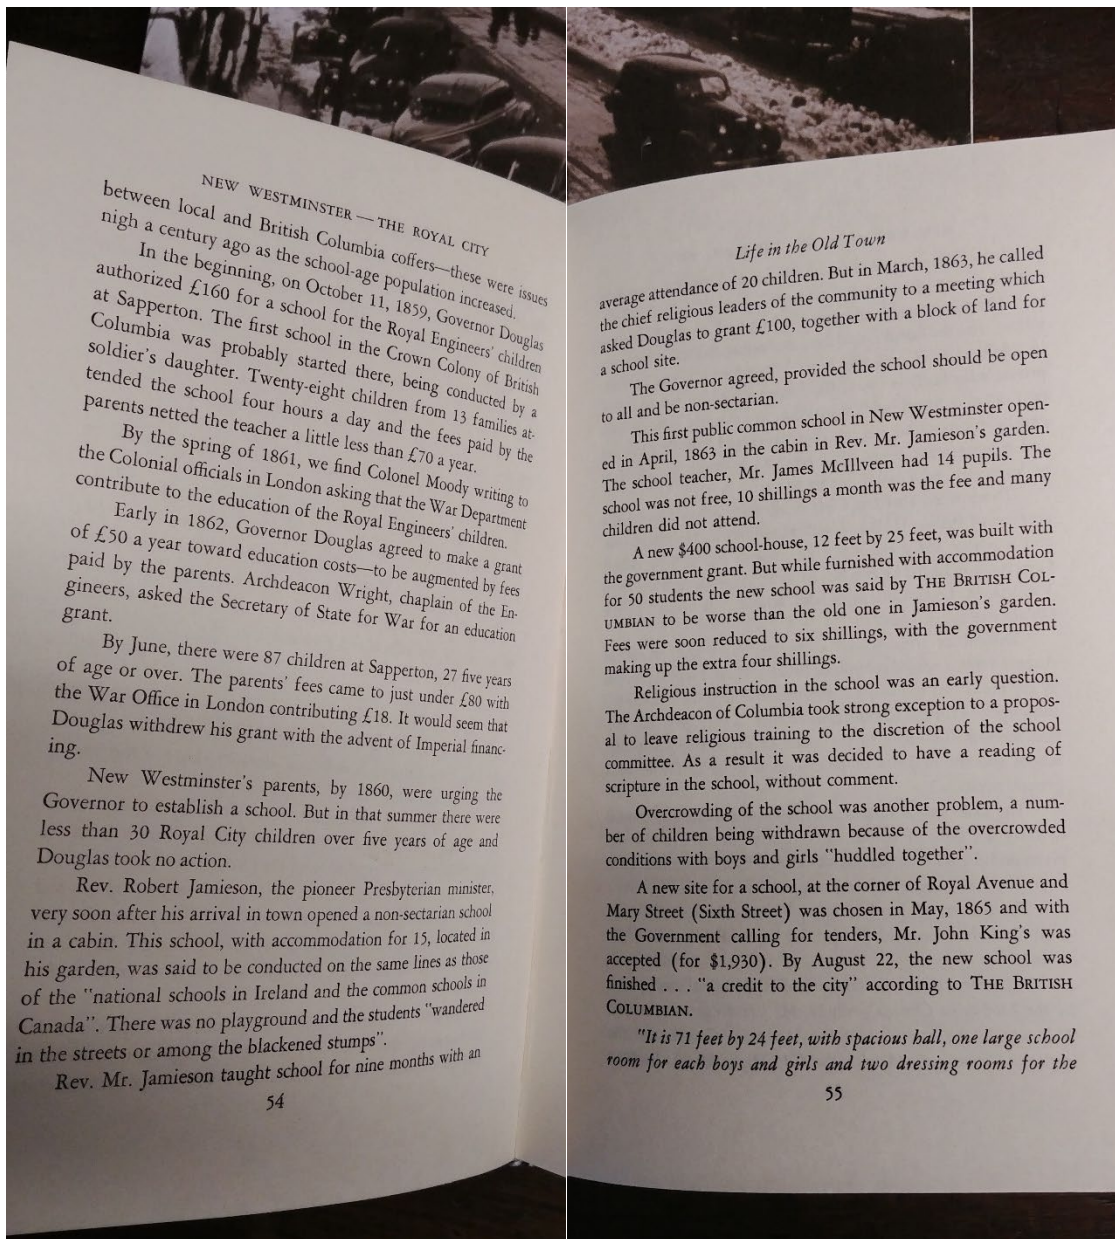 NEW WESTMINSTER — THE ROYAL CITY
between local and British Columbia coffers—these were issues
nigh a century ago as the school-age population increased.
In the beginning, on October 11, 1859, Governor Douglas
authorized £160 for a school for the Royal Engineers' children
at Sapperton. The first school in the Crown Colony of British
Columbia was probably started there, being conducted by a
soldier's daughter. Twenty-eight children from 13 families at-
tended the school four hours a day and the fees paid by the
parents netted the teacher a little less than £70 a year.
By the spring of 1861, we find Colonel Moody writing to
the Colonial officials in London asking that the War Department
contribute to the education of the Royal Engineers' children.
Early in 1862, Governor Douglas agreed to make a grant
of £50 a year toward education costs—to be augmented by fees
paid by the parents. Archdeacon Wright, chaplain of the En-
gineers, asked the Secretary of State for War for an education
grant.
By June, there were 87 children at Sapperton, 27 five years
of age or over. The parents' fees came to just under £80 with
the War Office in London contributing £18. It would seem that
Douglas withdrew his grant with the advent of Imperial financ-
ing.
New Westminster's parents, by 1860, were urging the
Governor to establish a school. But in that summer there were
less than 30 Royal City children over five years of age and
Douglas took no action.
Rev. Robert Jamieson, the pioneer Presbyterian minister,
very soon after his arrival in town opened a non-sectarian school
in a cabin. This school, with accommodation for 15, located in
his garden, was said to be conducted on the same lines as those
of the "national schools in Ireland and the common schools in
Canada". There was no playground and the students "wandered
in the streets or among the blackened stumps".
Rev. Mr. Jamieson taught school for nine months with an
54
Life in the Old Town
average attendance of 20 children. But in March, 1863, he called
the chief religious leaders of the community to a meeting which
asked Douglas to grant £100, together with a block of land for
a school site.
The Governor agreed, provided the school should be open
to all and be non-sectarian.
This first public common school in New Westminster open-
ed in April, 1863 in the cabin in Rev. Mr. Jamieson's garden.
The school teacher, Mr. James McIllveen had 14 pupils. The
school was not free, 10 shillings a month was the fee and many
children did not attend.
A new $400 school-house, 12 feet by 25 feet, was built with
the government grant. But while furnished with accommodation
for 50 students the new school was said by THE BRITISH COL-
UMBIAN to be worse than the old one in Jamieson's garden.
Fees were soon reduced to six shillings, with the government
making up the extra four shillings.
Religious instruction in the school was an early question.
The Archdeacon of Columbia took strong exception to a propos-
al to leave religious training to the discretion of the school
committee. As a result it was decided to have a reading of
scripture in the school, without comment.
Overcrowding of the school was another problem, a num-
ber of children being withdrawn because of the overcrowded
conditions with boys and girls "huddled together".
A new site for a school, at the corner of Royal Avenue and
Mary Street (Sixth Street) was chosen in May, 1865 and with
the Government calling for tenders, Mr. John King's was
accepted (for $1,930). By August 22, the new school was
finished . . . "a credit to the city" according to THE BRITISH
COLUMBIAN.
"It is 71 feet by 24 feet, with spacious hall, one large school
room for each boys and girls and two dressing rooms for the
55